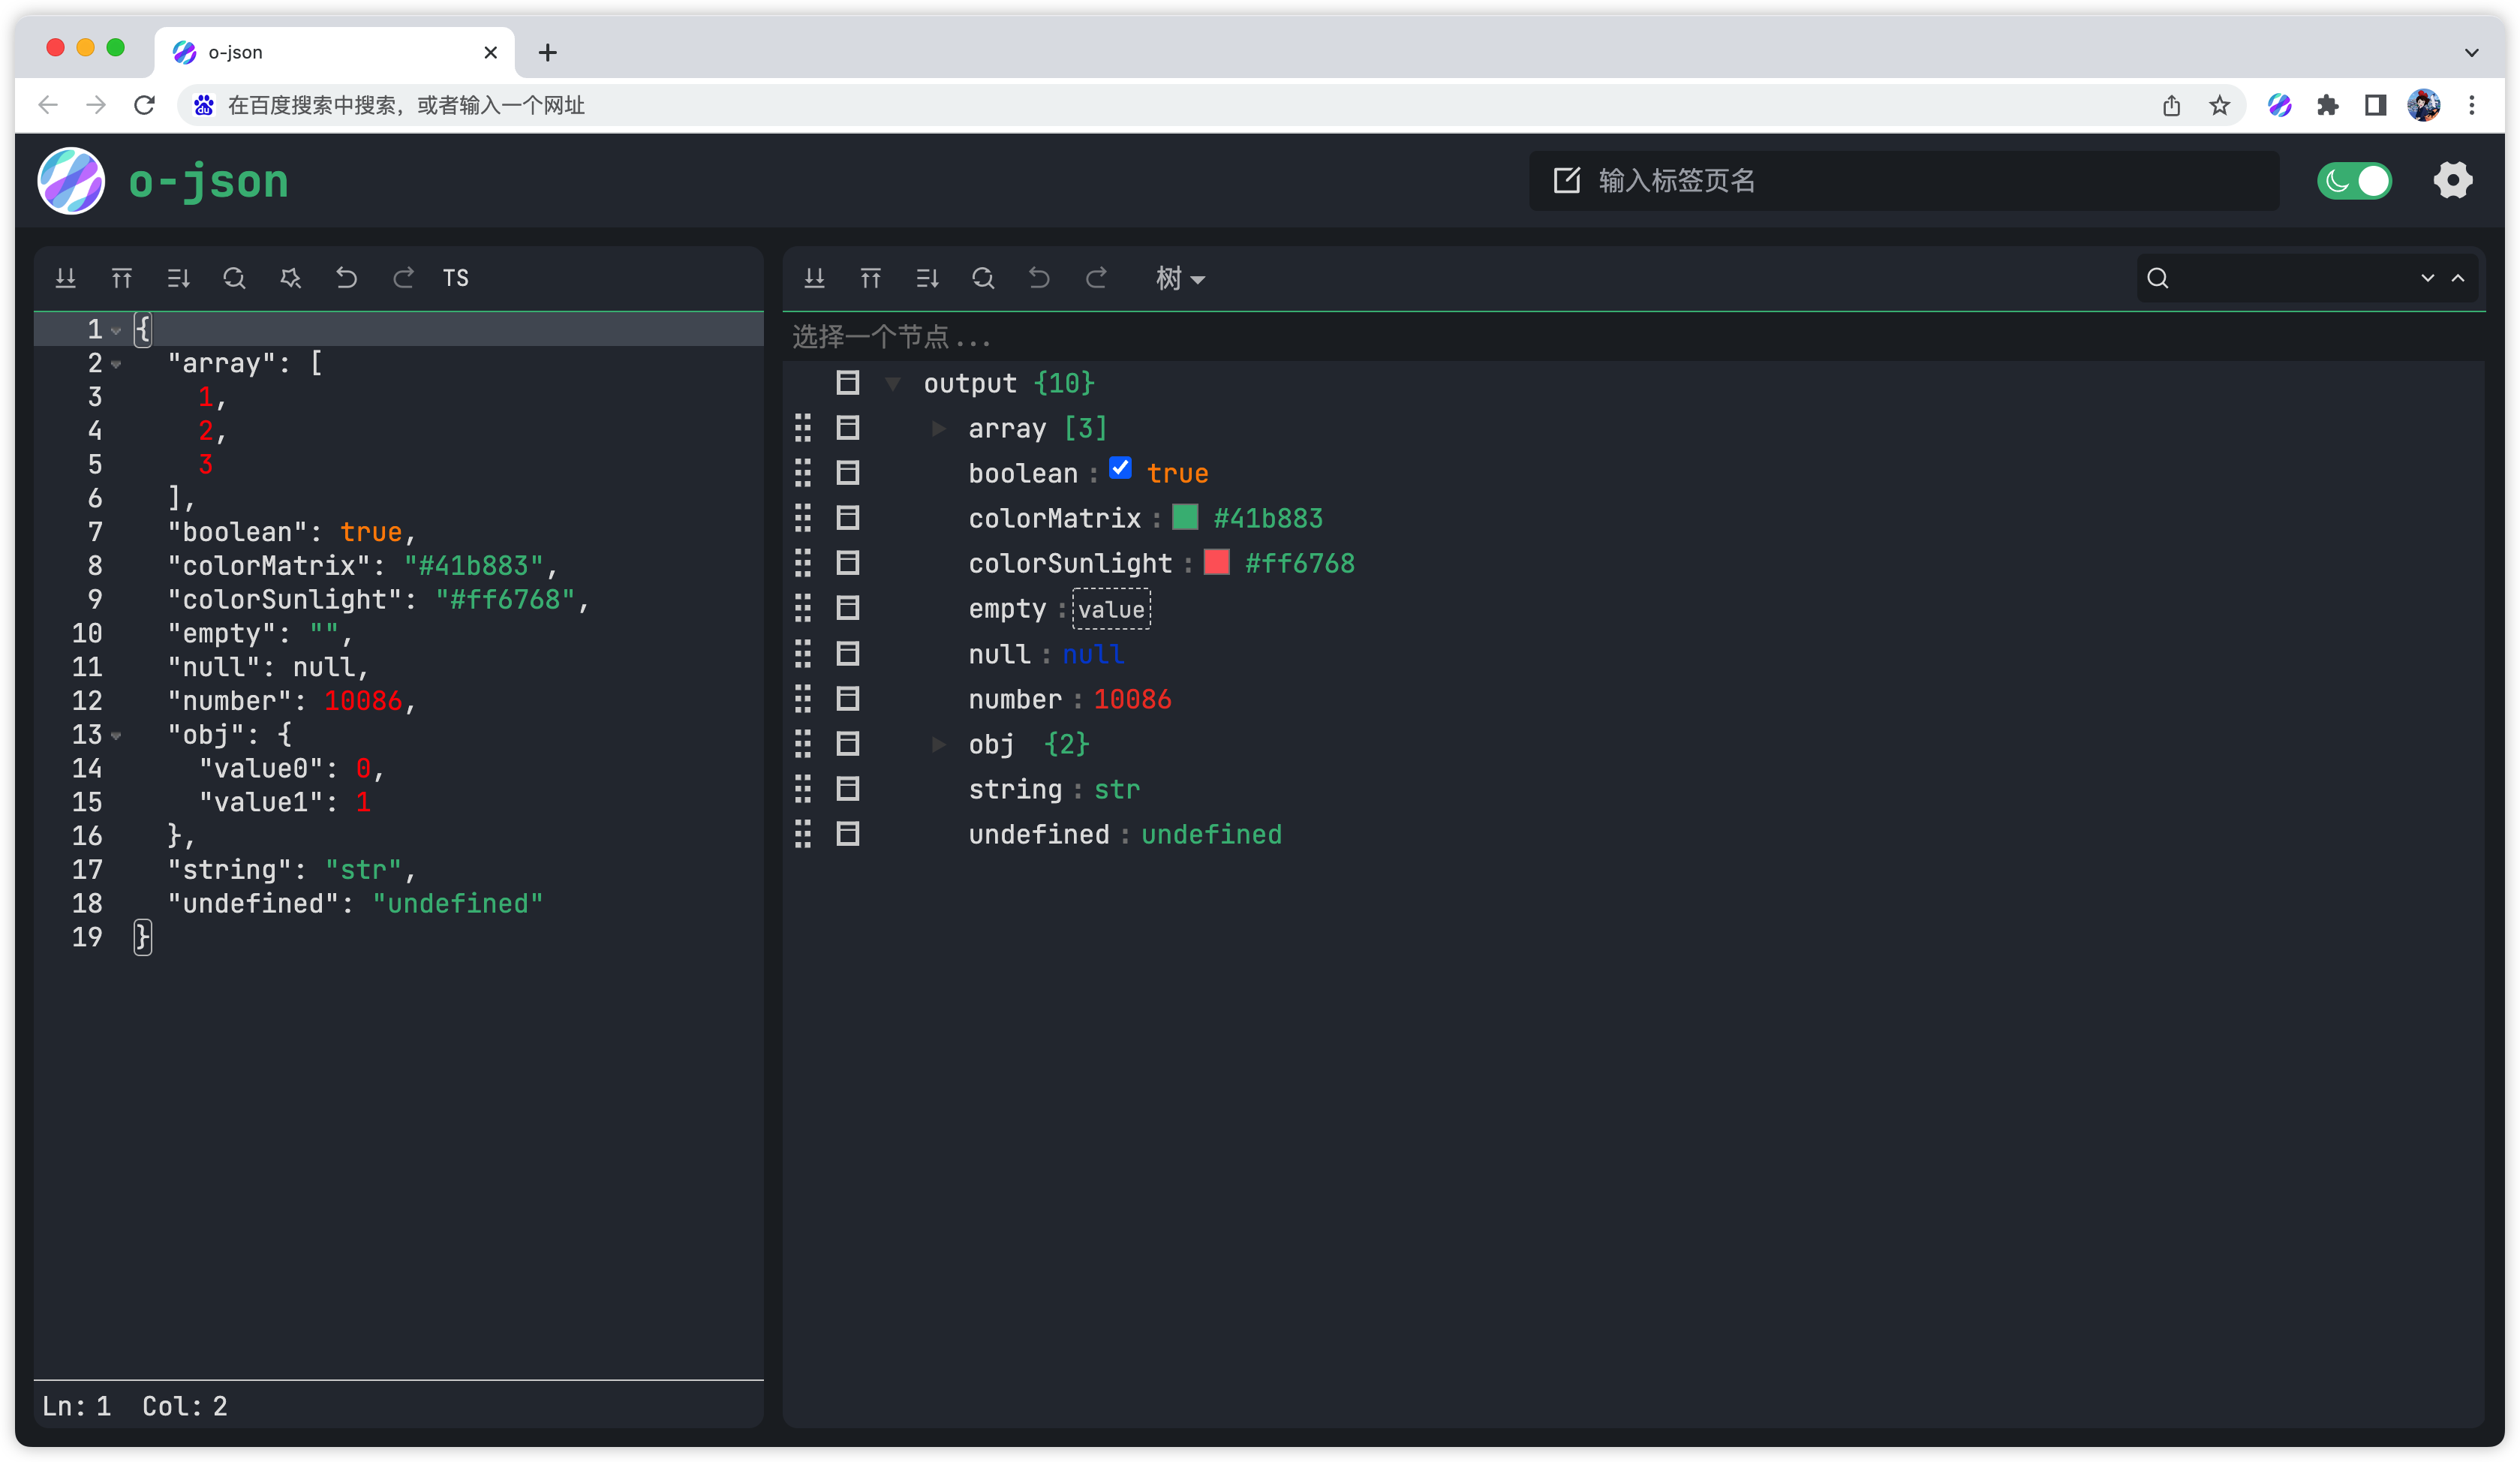 o-json
在百度搜索中搜索，或者输入一个网址
o-json
输入标签页名
TS
1 {
2 "array": [
3 1,
4 2,
5 3
6 ],
7 "boolean": true,
8 "colorMatrix": "#41b883",
9 "colorSunlight": "#ff6768",
10 "empty": "",
11 "null": null,
12 "number": 10086,
13 "obj": {
14 "value0": 0,
15 "value1": 1
16 },
17 "string": "str",
18 "undefined": "undefined"
19 }
Ln: 1 Col: 2
树
选择一个节点...
output {10}
array [3]
boolean : true
colorMatrix : #41b883
colorSunlight : #ff6768
empty : value
null : null
number : 10086
obj {2}
string : str
undefined : undefined